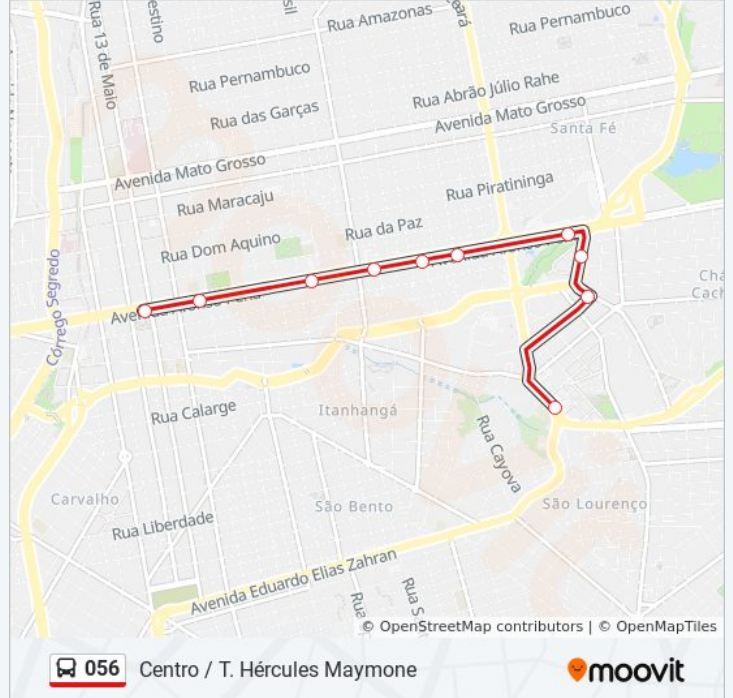 Rua 13 de Maio
Rua Amazonas
Rua Pernambuco
Rua Pernambuco
Rua das Garças
Rua Abrão Júlio Rahe
Avenida Mato Grosso
Santa Fé
Avenida Mato Grosso
Rua Piratininga
Rua Maracaju
Rua da Paz
Rua Dom Aquino
Córrego Segredo
Rua Calarge
Itanhangá
Rua Cayova
Carvalho
São Bento
São Lourenço
Rua Liberdade
Avenida Eduardo Elias Zahran
© OpenStreetMap contributors | © OpenMapTiles
056 Centro / T. Hércules Maymone
moovit